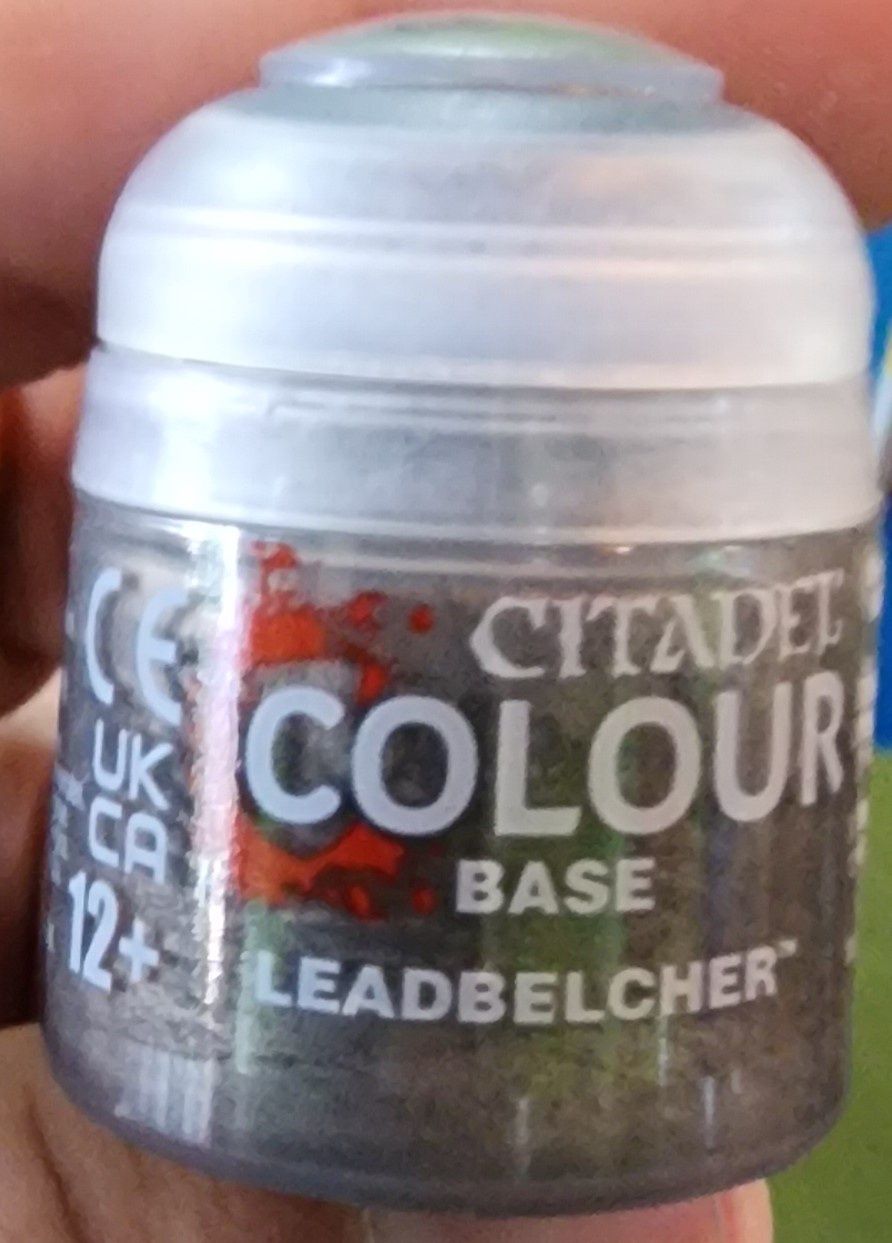 CE
UK
CA
12+
CITADEL
COLOUR
BASE
LEADBELCHER™